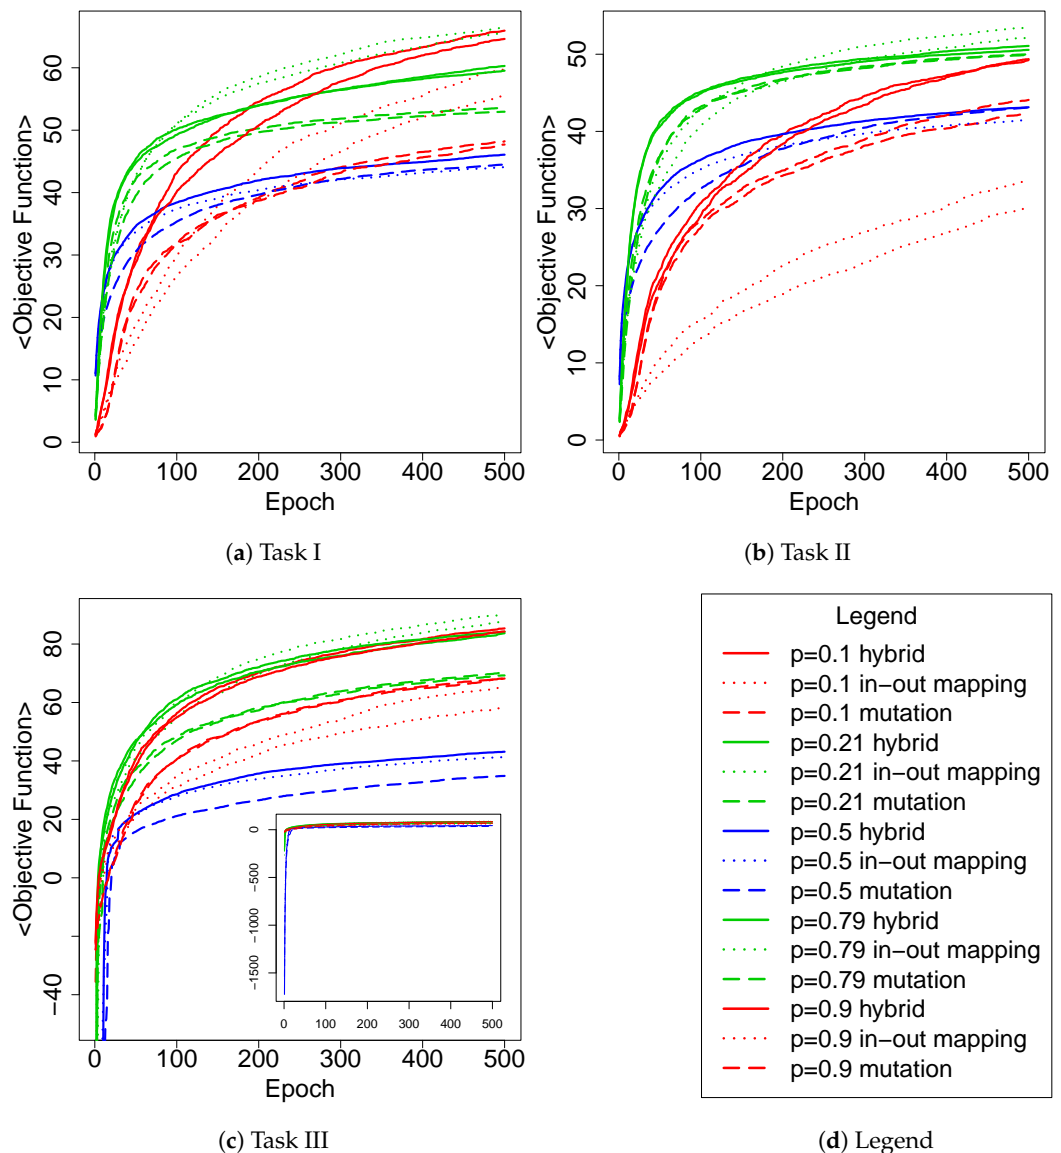 <Objective Function>
0 10 20 30 40 50 60
0 100 200 300 400 500
Epoch
(a) Task I
<Objective Function>
0 10 20 30 40 50
0 100 200 300 400 500
Epoch
(b) Task II
<Objective Function>
−40 0 20 40 60 80
0 100 200 300 400 500
Epoch
−1500 −1000 −500 0
0 100 200 300 400 500
(c) Task III
Legend
p=0.1 hybrid
p=0.1 in−out mapping
p=0.1 mutation
p=0.21 hybrid
p=0.21 in−out mapping
p=0.21 mutation
p=0.5 hybrid
p=0.5 in−out mapping
p=0.5 mutation
p=0.79 hybrid
p=0.79 in−out mapping
p=0.79 mutation
p=0.9 hybrid
p=0.9 in−out mapping
p=0.9 mutation
(d) Legend